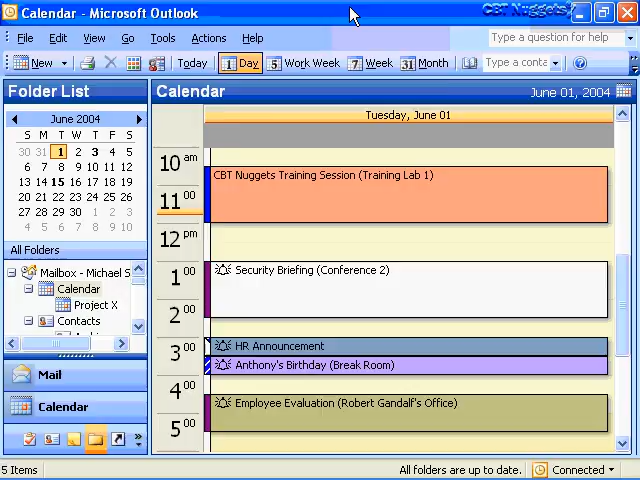 Calendar - Microsoft Outlook
CBT Nuggets
File Edit View Go Tools Actions Help
Type a question for help
New Today 1 Day 5 Work Week 7 Week 31 Month Type a conta
Folder List
Calendar June 01, 2004
June 2004
S M T W T F S
30 31 1 2 3 4 5
6 7 8 9 10 11 12
13 14 15 16 17 18 19
20 21 22 23 24 25 26
27 28 29 30 1 2 3
4 5 6 7 8 9 10
All Folders
Mailbox - Michael S
Calendar
Project X
Contacts
Mail
Calendar
Tuesday, June 01
10 am
CBT Nuggets Training Session (Training Lab 1)
11 00
12 pm
1 00
Security Briefing (Conference 2)
2 00
3 00
HR Announcement
Anthony's Birthday (Break Room)
4 00
Employee Evaluation (Robert Gandalf's Office)
5 00
5 Items
All folders are up to date.
Connected